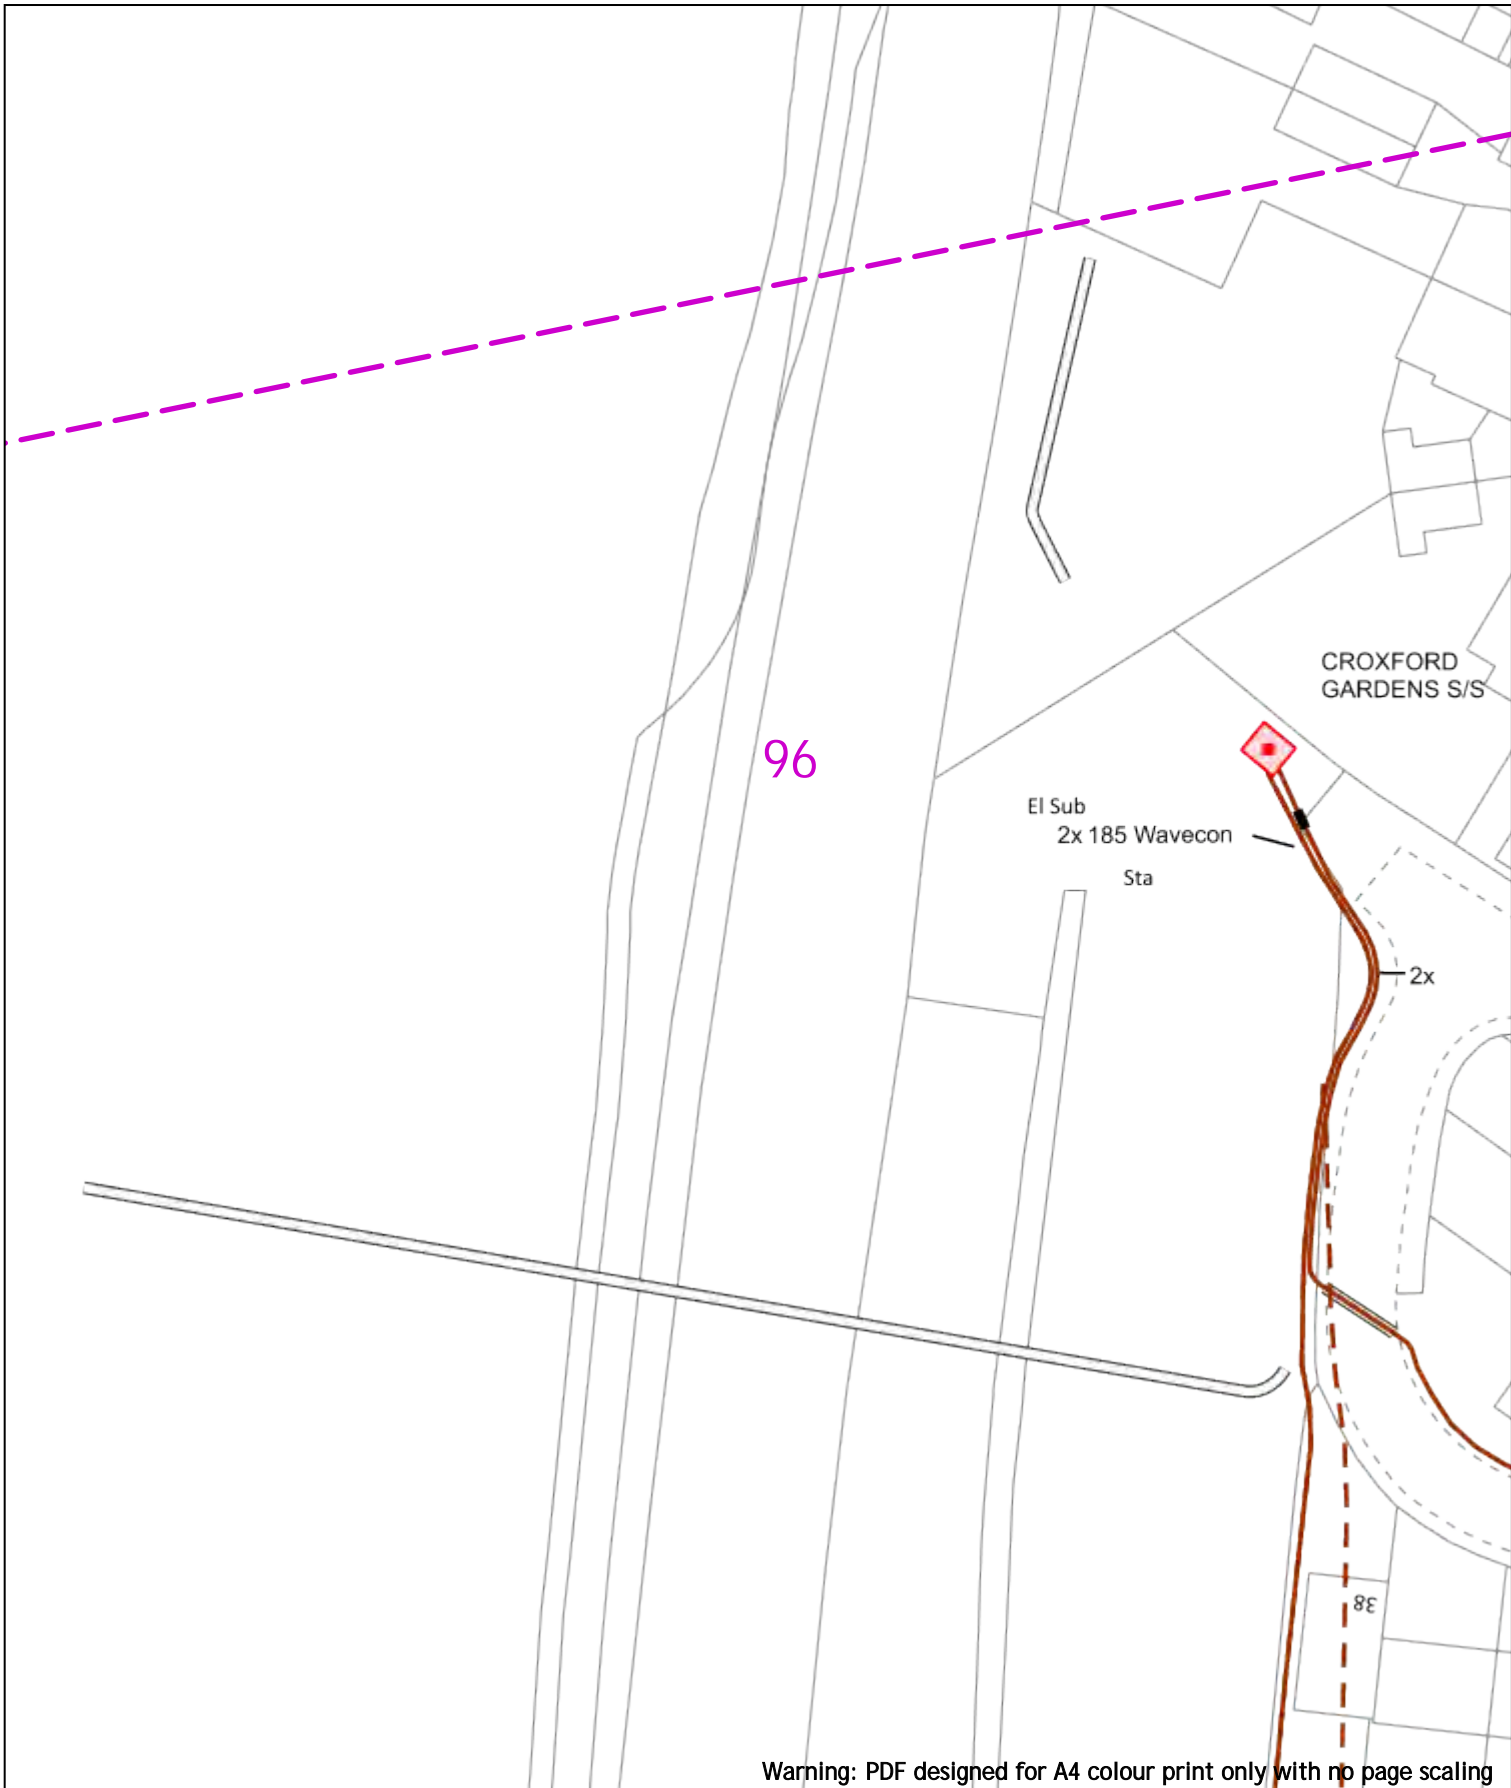 CROXFORD
GARDENS S/S
96
El Sub
2x 185 Wavecon
Sta
2x
38
Warning: PDF designed for A4 colour print only with no page scaling